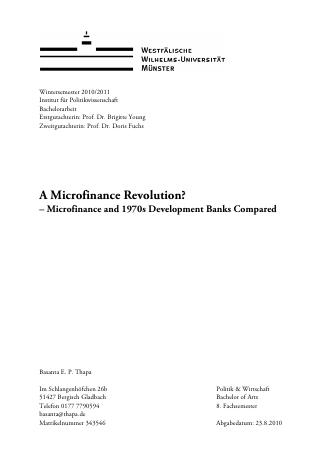 WESTFÄLISCHE
WILHELMS-UNIVERSITÄT
MÜNSTER
Wintersemester 2010/2011
Institut für Politikwissenschaft
Bachelorarbeit
Erstgutachterin: Prof. Dr. Brigitte Young
Zweitgutachterin: Prof. Dr. Doris Fuchs
A Microfinance Revolution?
– Microfinance and 1970s Development Banks Compared
Basanta E. P. Thapa
Im Schlangenhöfchen 26b
51427 Bergisch Gladbach
Telefon 0177 7790594
basanta@thapa.de
Matrikelnummer 343546
Politik & Wirtschaft
Bachelor of Arts
8. Fachsemester
Abgabedatum: 23.8.2010